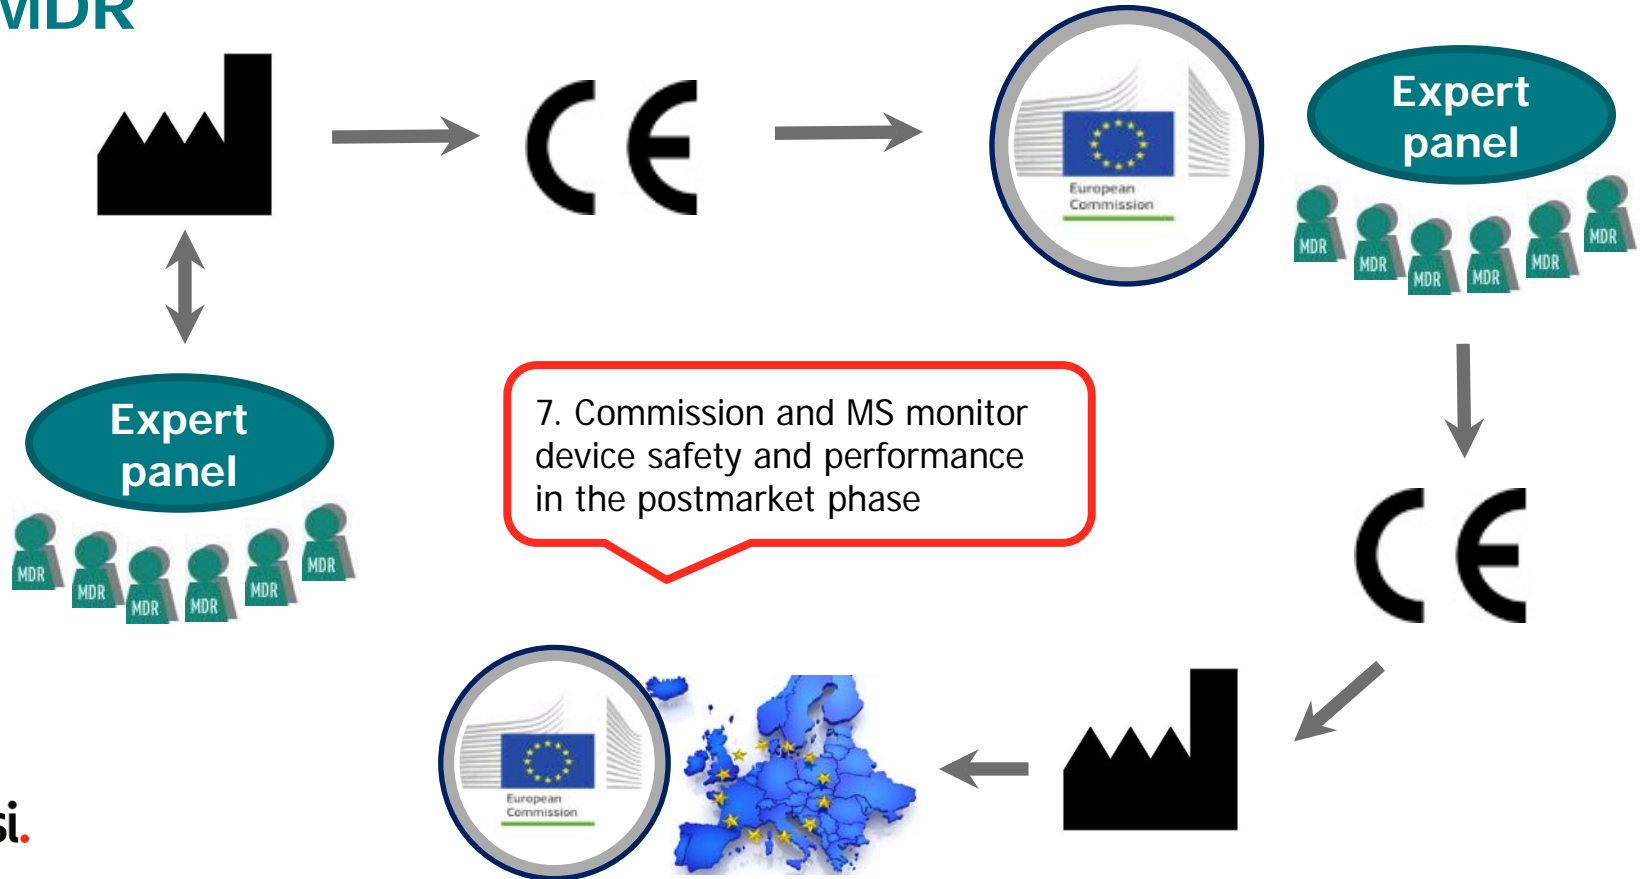 MDR
CE
European
Commission
Expert
panel
MDR
MDR
MDR
MDR
MDR
MDR
Expert
panel
MDR
MDR
MDR
MDR
MDR
MDR
7. Commission and MS monitor
device safety and performance
in the postmarket phase
CE
European
Commission
si.